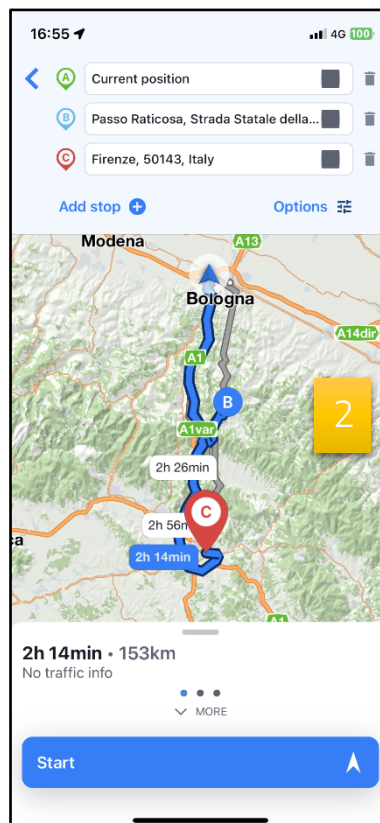 16:55
4G 100
A Current position
B Passo Raticosa, Strada Statale della...
C Firenze, 50143, Italy
Add stop
Options
Modena
A13
Bologna
A14dir
A1
B
A1var
2
2h 26min
C
2h 56m
ca
2h 14min
A1
2h 14min • 153km
No traffic info
MORE
Start